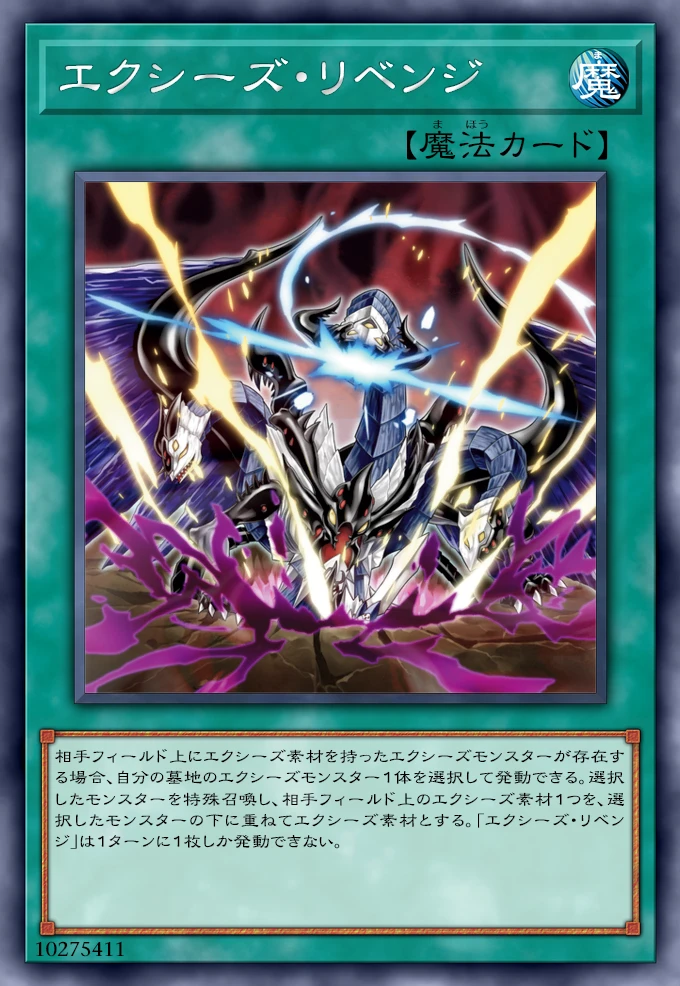 エクシーズ・リベンジ
ま
魔
ま ほう
【魔法カード】
相手フィールド上にエクシーズ素材を持ったエクシーズモンスターが存在す
る場合、自分の墓地のエクシーズモンスター1体を選択して発動できる。選択
したモンスターを特殊召喚し、相手フィールド上のエクシーズ素材1つを、選
択したモンスターの下に重ねてエクシーズ素材とする。「エクシーズ・リベン
ジ」は1ターンに1枚しか発動できない。
10275411